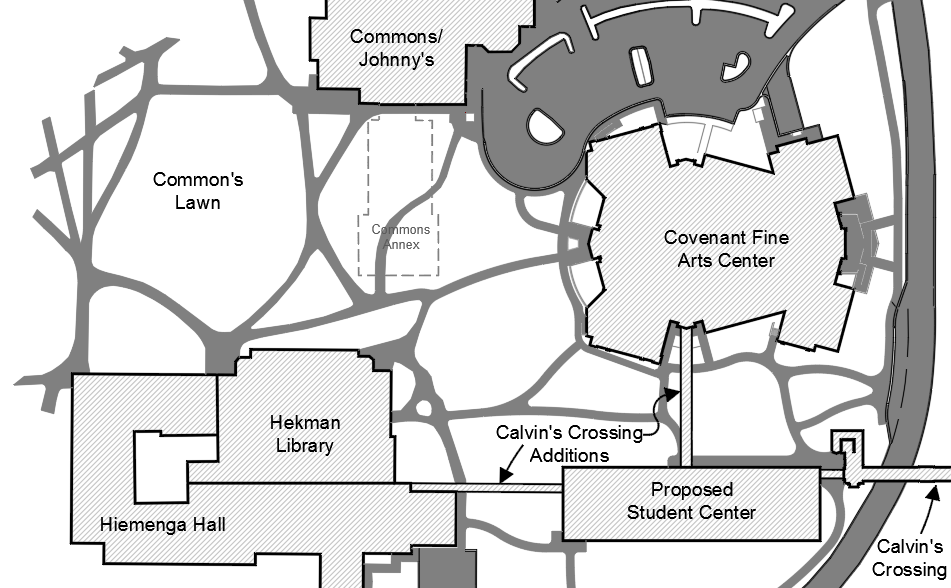 Commons/
Johnny's
Common's
Lawn
Commons
Annex
Covenant Fine
Arts Center
Hekman
Library
Calvin's Crossing
Additions
Proposed
Student Center
Hiemenga Hall
Calvin's
Crossing